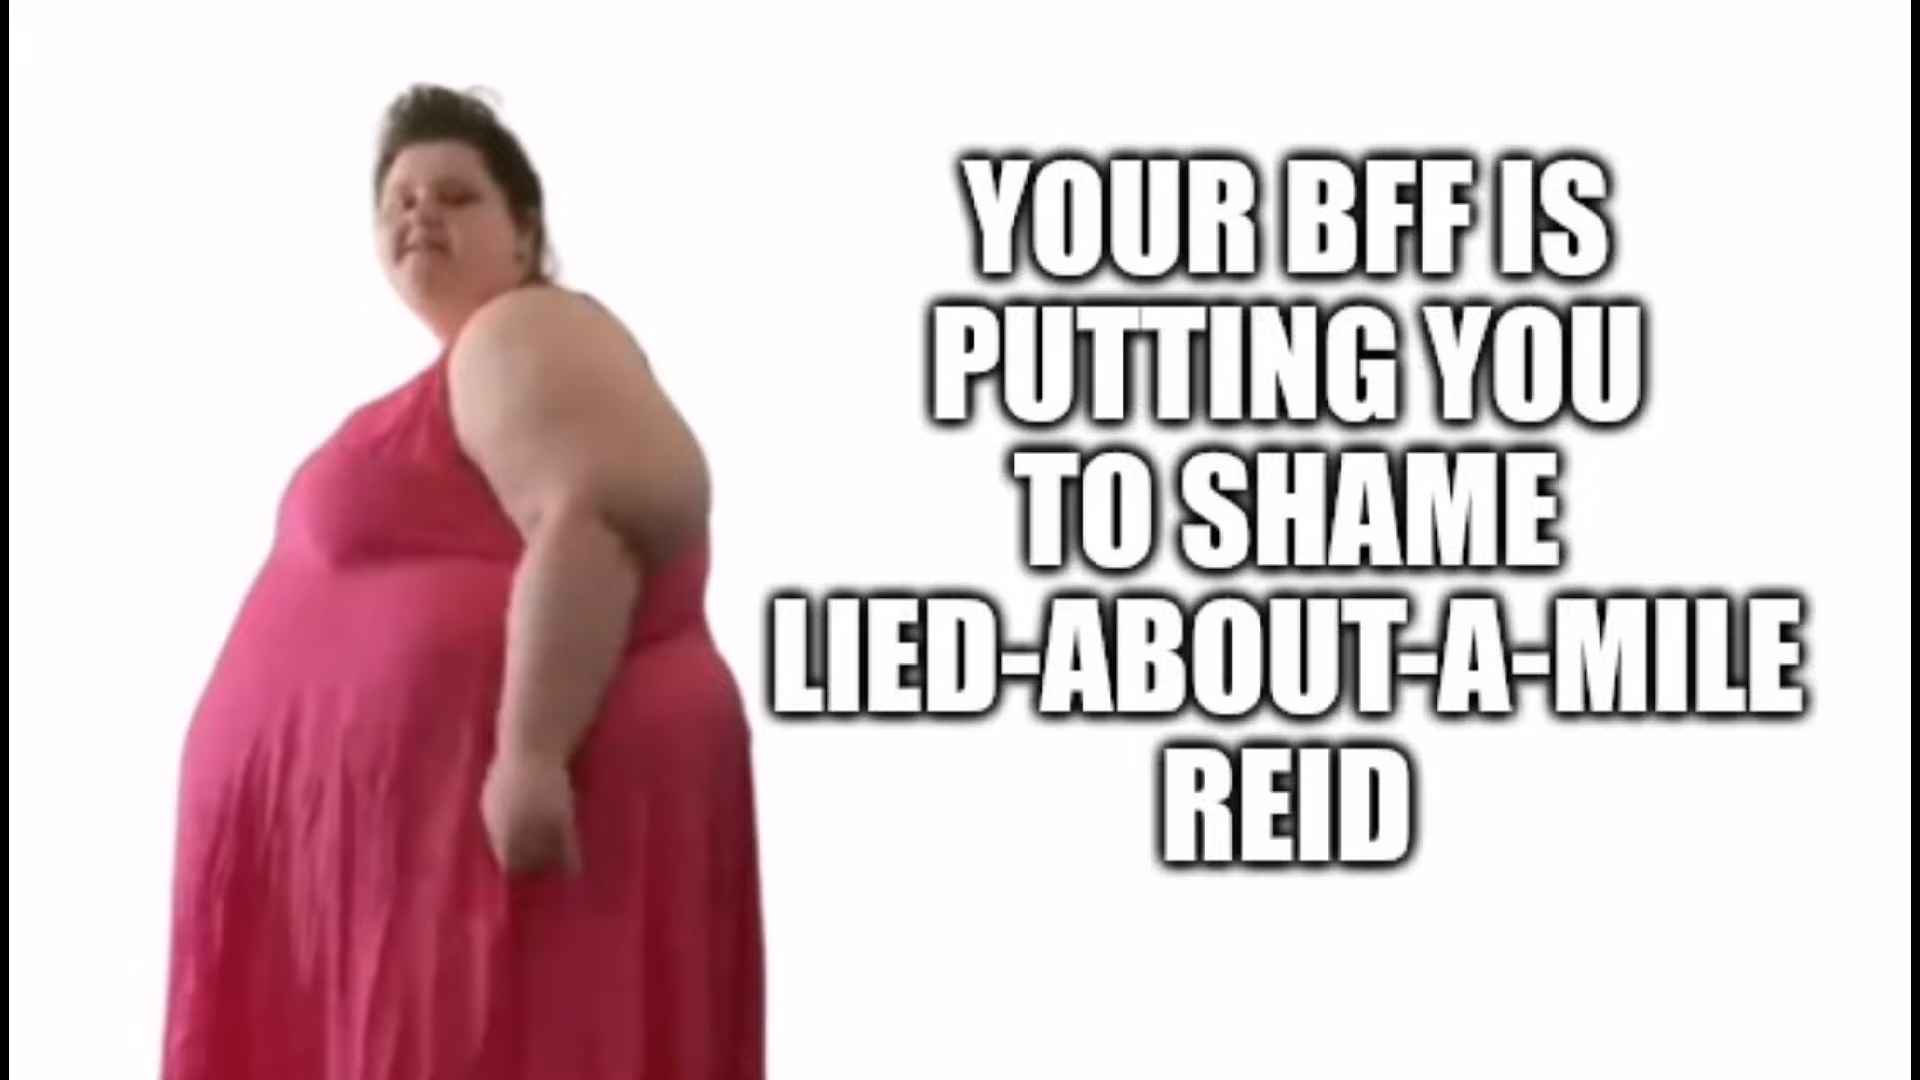 YOUR BFF IS
PUTTING YOU
TO SHAME
LIED-ABOUT-A-MILE
REID